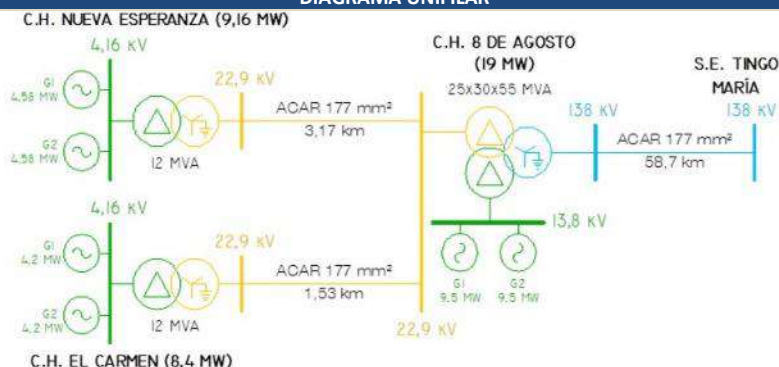 DIAGRAMA UNIFILAR
C.H. NUEVA ESPERANZA (9,16 MW)
4,16 kV
G1
4.58 MW
G2
4.58 MW
12 MVA
22,9 kV
ACAR 177 mm²
3,17 km
C.H. 8 DE AGOSTO
(19 MW)
25x30x55 MVA
138 kV
ACAR 177 mm²
58,7 km
S.E. TINGO
MARÍA
138 kV
13,8 kV
G1
9.5 MW
G2
9.5 MW
4,16 kV
G1
4.2 MW
G2
4.2 MW
12 MVA
22,9 kV
ACAR 177 mm²
1,53 km
22,9 kV
C.H. EL CARMEN (8,4 MW)